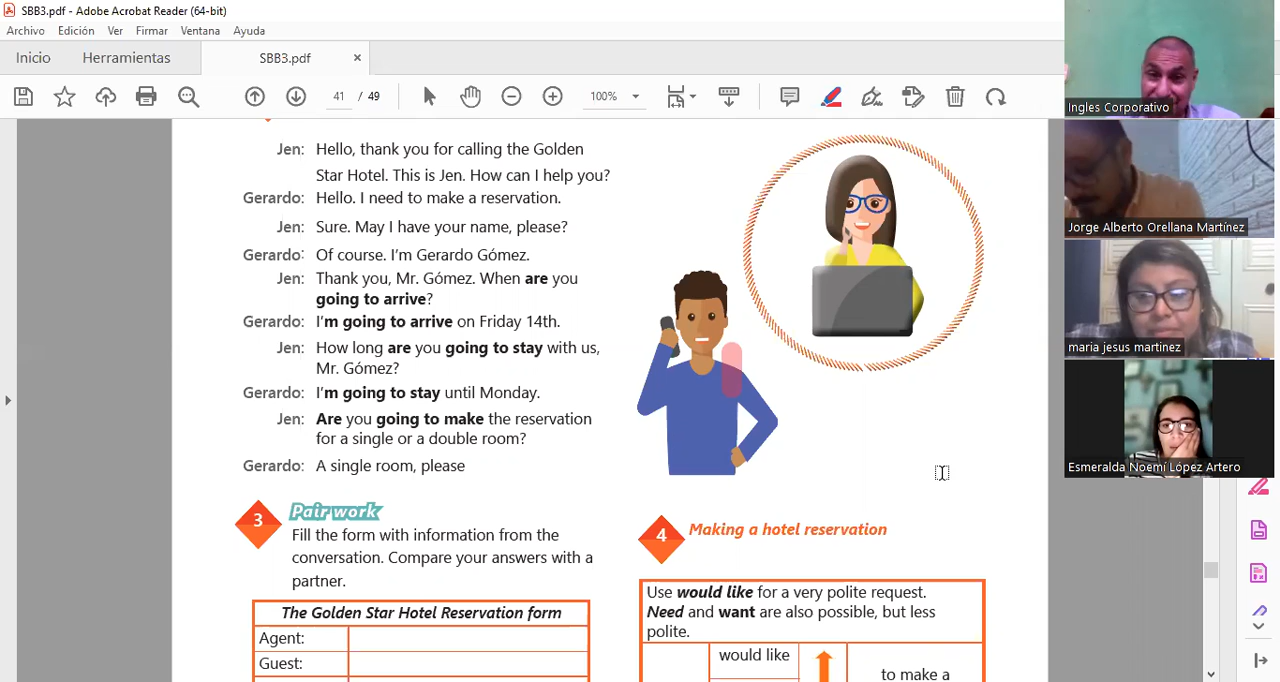 SBB3.pdf - Adobe Acrobat Reader (64-bit)
Archivo Edición Ver Firmar Ventana Ayuda
Inicio Herramientas SBB3.pdf ×
41 / 49 100%
Jen: Hello, thank you for calling the Golden
Star Hotel. This is Jen. How can I help you?
Gerardo: Hello. I need to make a reservation.
Jen: Sure. May I have your name, please?
Gerardo: Of course. I'm Gerardo Gómez.
Jen: Thank you, Mr. Gómez. When are you
going to arrive?
Gerardo: I'm going to arrive on Friday 14th.
Jen: How long are you going to stay with us,
Mr. Gómez?
Gerardo: I'm going to stay until Monday.
Jen: Are you going to make the reservation
for a single or a double room?
Gerardo: A single room, please
3 Pair work
Fill the form with information from the
conversation. Compare your answers with a
partner.
The Golden Star Hotel Reservation form
Agent:
Guest:
4 Making a hotel reservation
Use would like for a very polite request.
Need and want are also possible, but less
polite.
would like
to make a
Ingles Corporativo
Jorge Alberto Orellana Martínez
maria jesus martinez
Esmeralda Noemí López Artero